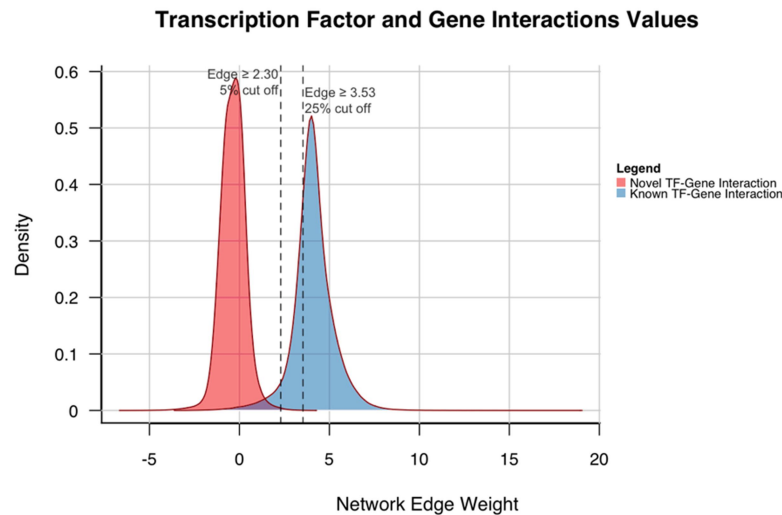 Transcription Factor and Gene Interactions Values
0.6
0.5
0.4
0.3
0.2
0.1
0
Density
Edge ≥ 2.30
5% cut off
Edge ≥ 3.53
25% cut off
Legend
Novel TF-Gene Interaction
Known TF-Gene Interaction
-5
0
5
10
15
20
Network Edge Weight